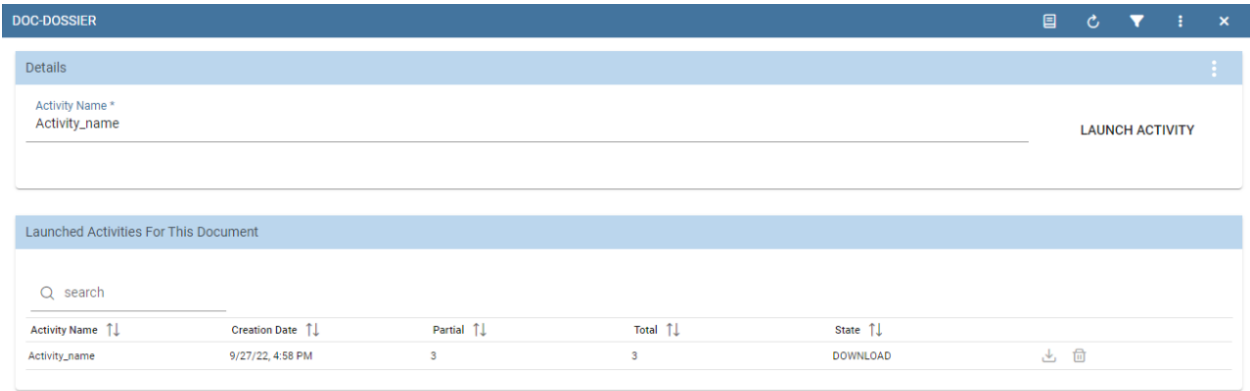 DOC-DOSSIER
Details
Activity Name *
Activity_name
LAUNCH ACTIVITY
Launched Activities For This Document
search
Activity Name Creation Date Partial Total State
Activity_name 9/27/22, 4:58 PM 3 3 DOWNLOAD